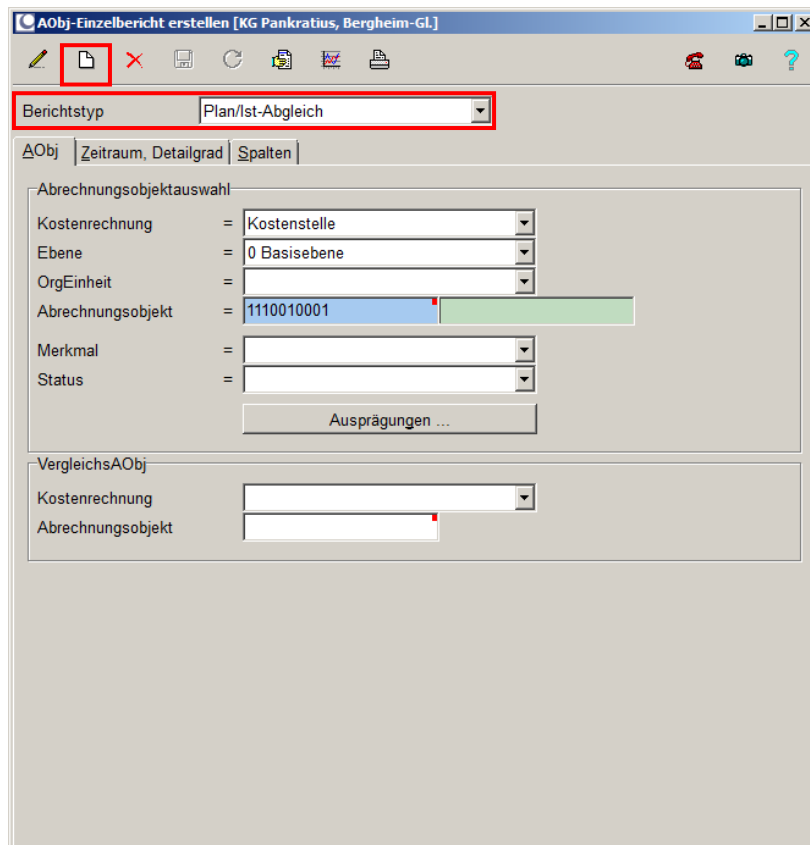 AObj-Einzelbericht erstellen [KG Pankratius, Bergheim-Gl.]
?
Berichtstyp Plan/Ist-Abgleich
AObj Zeitraum, Detailgrad Spalten
Abrechnungsobjektauswahl
Kostenrechnung = Kostenstelle
Ebene = 0 Basisebene
OrgEinheit =
Abrechnungsobjekt = 1110010001
Merkmal =
Status =
Ausprägungen ...
VergleichsAObj
Kostenrechnung
Abrechnungsobjekt